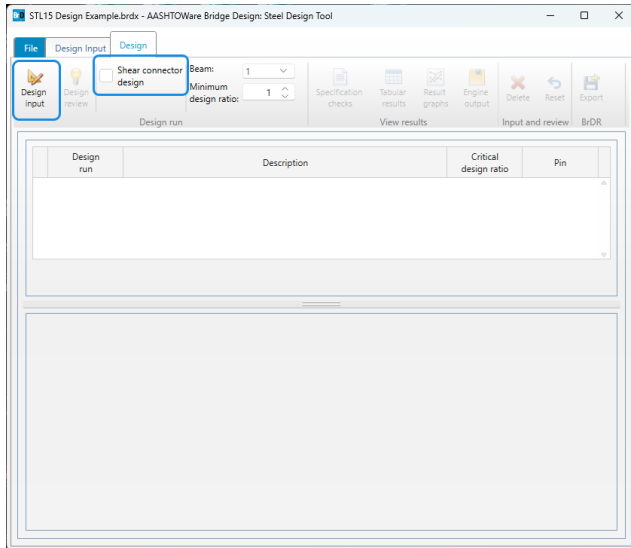 BrD STL15 Design Example.brdx - AASHTOWare Bridge Design: Steel Design Tool
File Design Input Design
Design input
Design review
Shear connector design
Beam: 1
Minimum design ratio: 1
Specification checks
Tabular results
Result graphs
Engine output
Delete
Reset
Export
Design run View results Input and review BrDR
Design run
Description
Critical design ratio
Pin